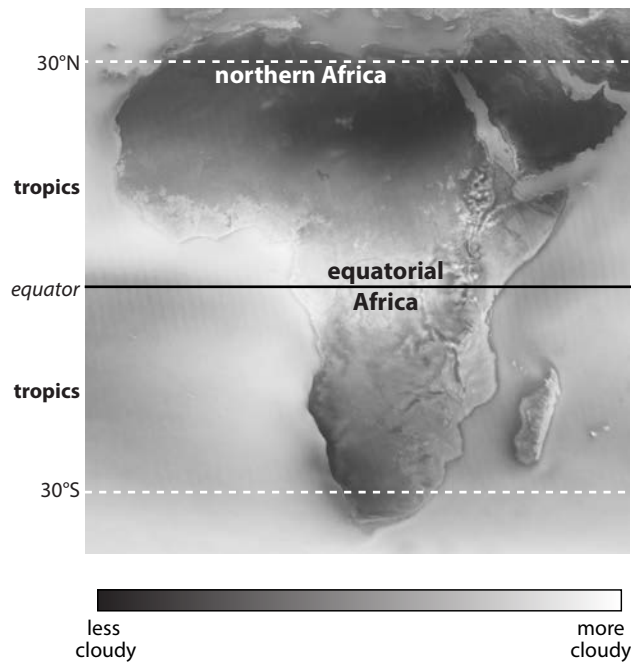 30°N
northern Africa
tropics
equatorial
equator
Africa
tropics
30°S
less
cloudy
more
cloudy